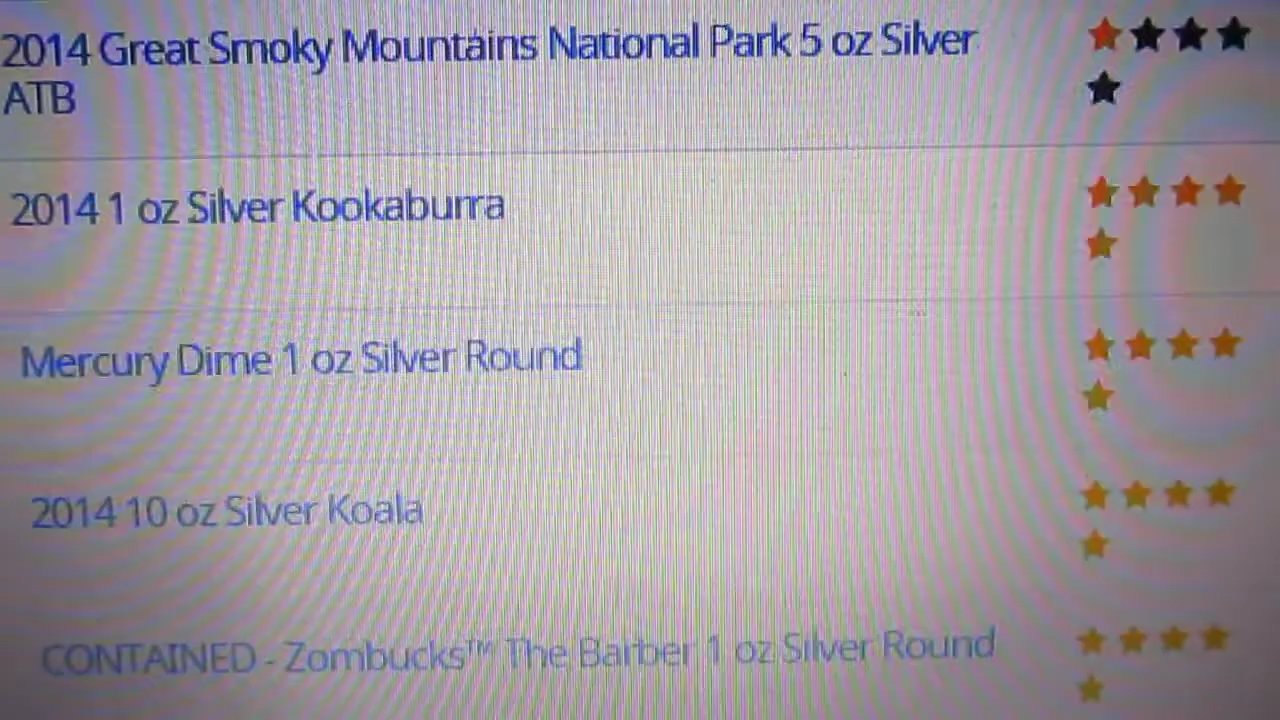 2014 Great Smoky Mountains National Park 5 oz Silver
ATB
2014 1 oz Silver Kookaburra
Mercury Dime 1 oz Silver Round
2014 10 oz Silver Koala
CONTAINED - Zombucks™ The Barber 1 oz Silver Round